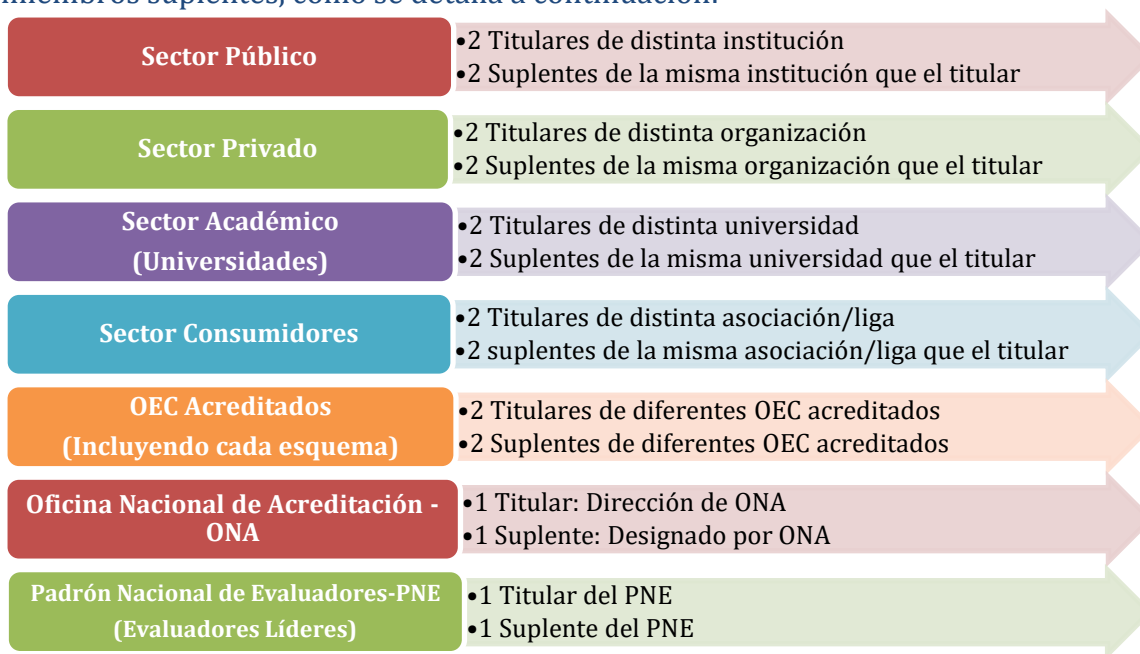 miembros suplentes, como se detalla a continuación:
Sector Público
•2 Titulares de distinta institución
•2 Suplentes de la misma institución que el titular
Sector Privado
•2 Titulares de distinta organización
•2 Suplentes de la misma organización que el titular
Sector Académico
(Universidades)
•2 Titulares de distinta universidad
•2 Suplentes de la misma universidad que el titular
Sector Consumidores
•2 Titulares de distinta asociación/liga
•2 suplentes de la misma asociación/liga que el titular
OEC Acreditados
(Incluyendo cada esquema)
•2 Titulares de diferentes OEC acreditados
•2 Suplentes de diferentes OEC acreditados
Oficina Nacional de Acreditación -
ONA
•1 Titular: Dirección de ONA
•1 Suplente: Designado por ONA
Padrón Nacional de Evaluadores-PNE
(Evaluadores Líderes)
•1 Titular del PNE
•1 Suplente del PNE